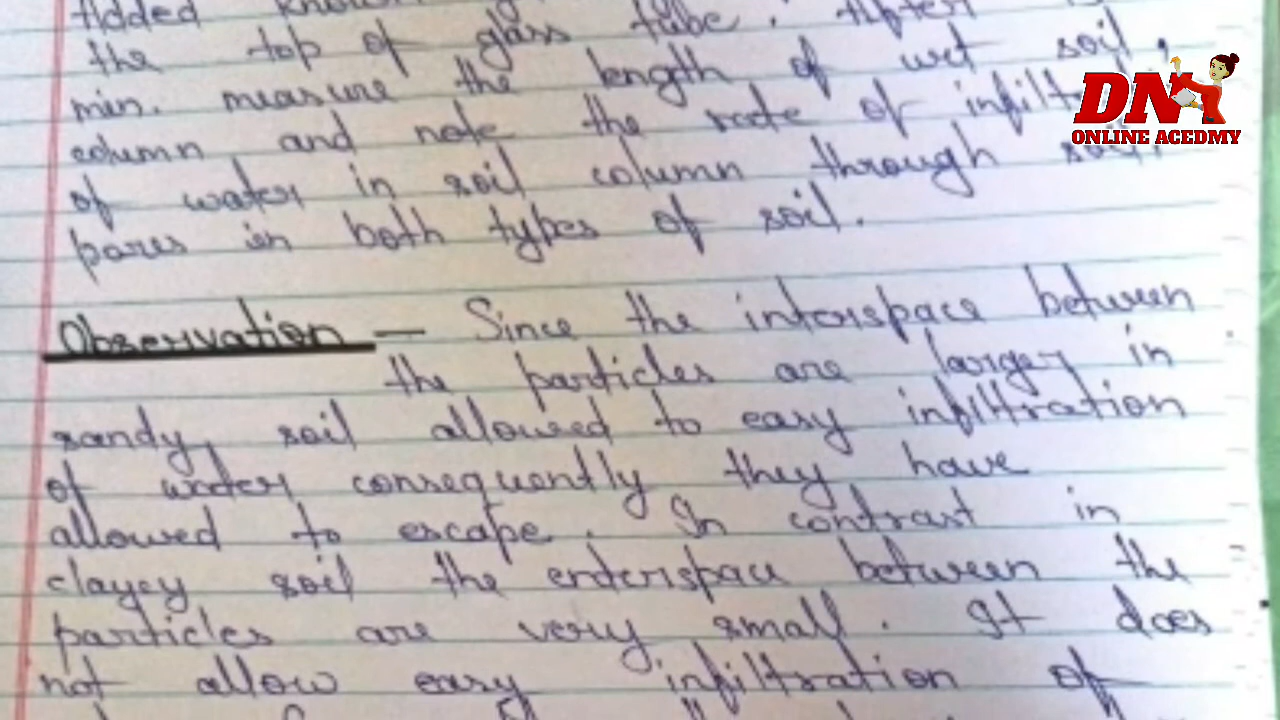 Added
the top of glass tube. After
min. measure the length of wet soil,
column and note the rate of
of water in soil column through soil,
pores in both types of soil.
Observation — Since the interspace between
the particles are larger in
sandy, soil allowed to easy infiltration
of water consequently they have
allowed to escape. In contrast in
clayey soil the enterspace between the
particles are very small. It does
not allow easy infiltration of
DN
ONLINE ACEDMY